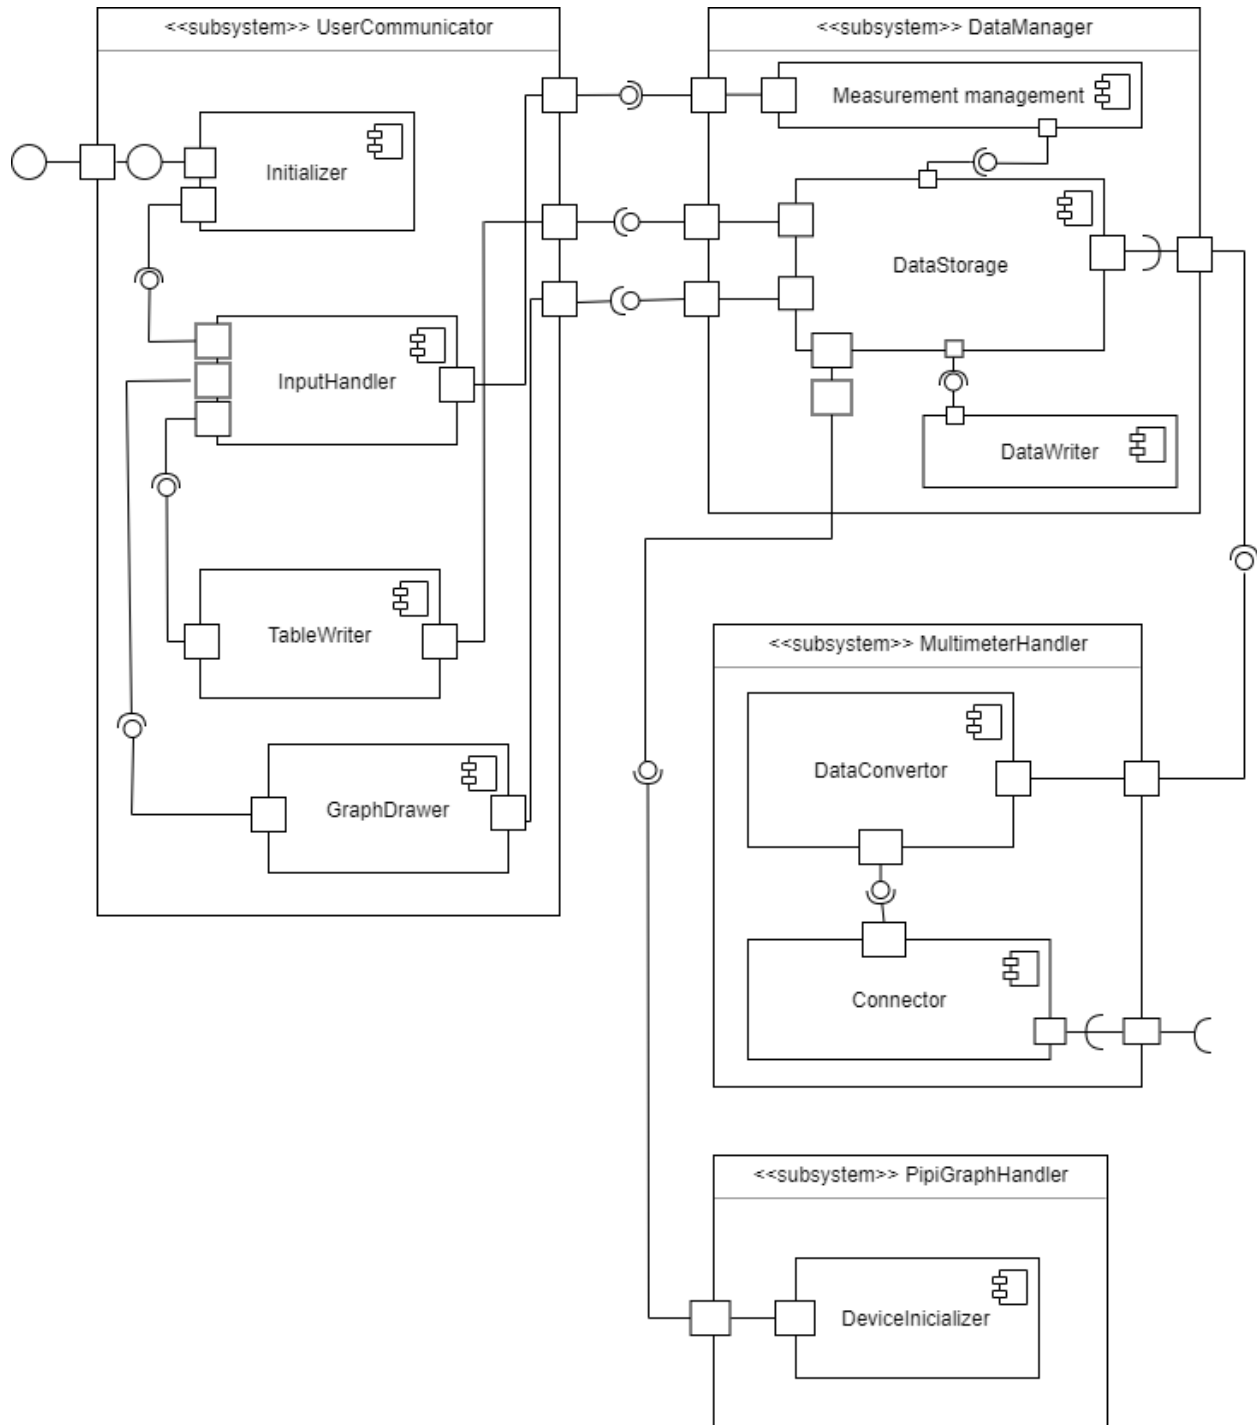 <<subsystem>> UserCommunicator
<<subsystem>> DataManager
Measurement management
Initializer
DataStorage
InputHandler
DataWriter
TableWriter
<<subsystem>> MultimeterHandler
DataConvertor
GraphDrawer
Connector
<<subsystem>> PipiGraphHandler
DeviceInicializer